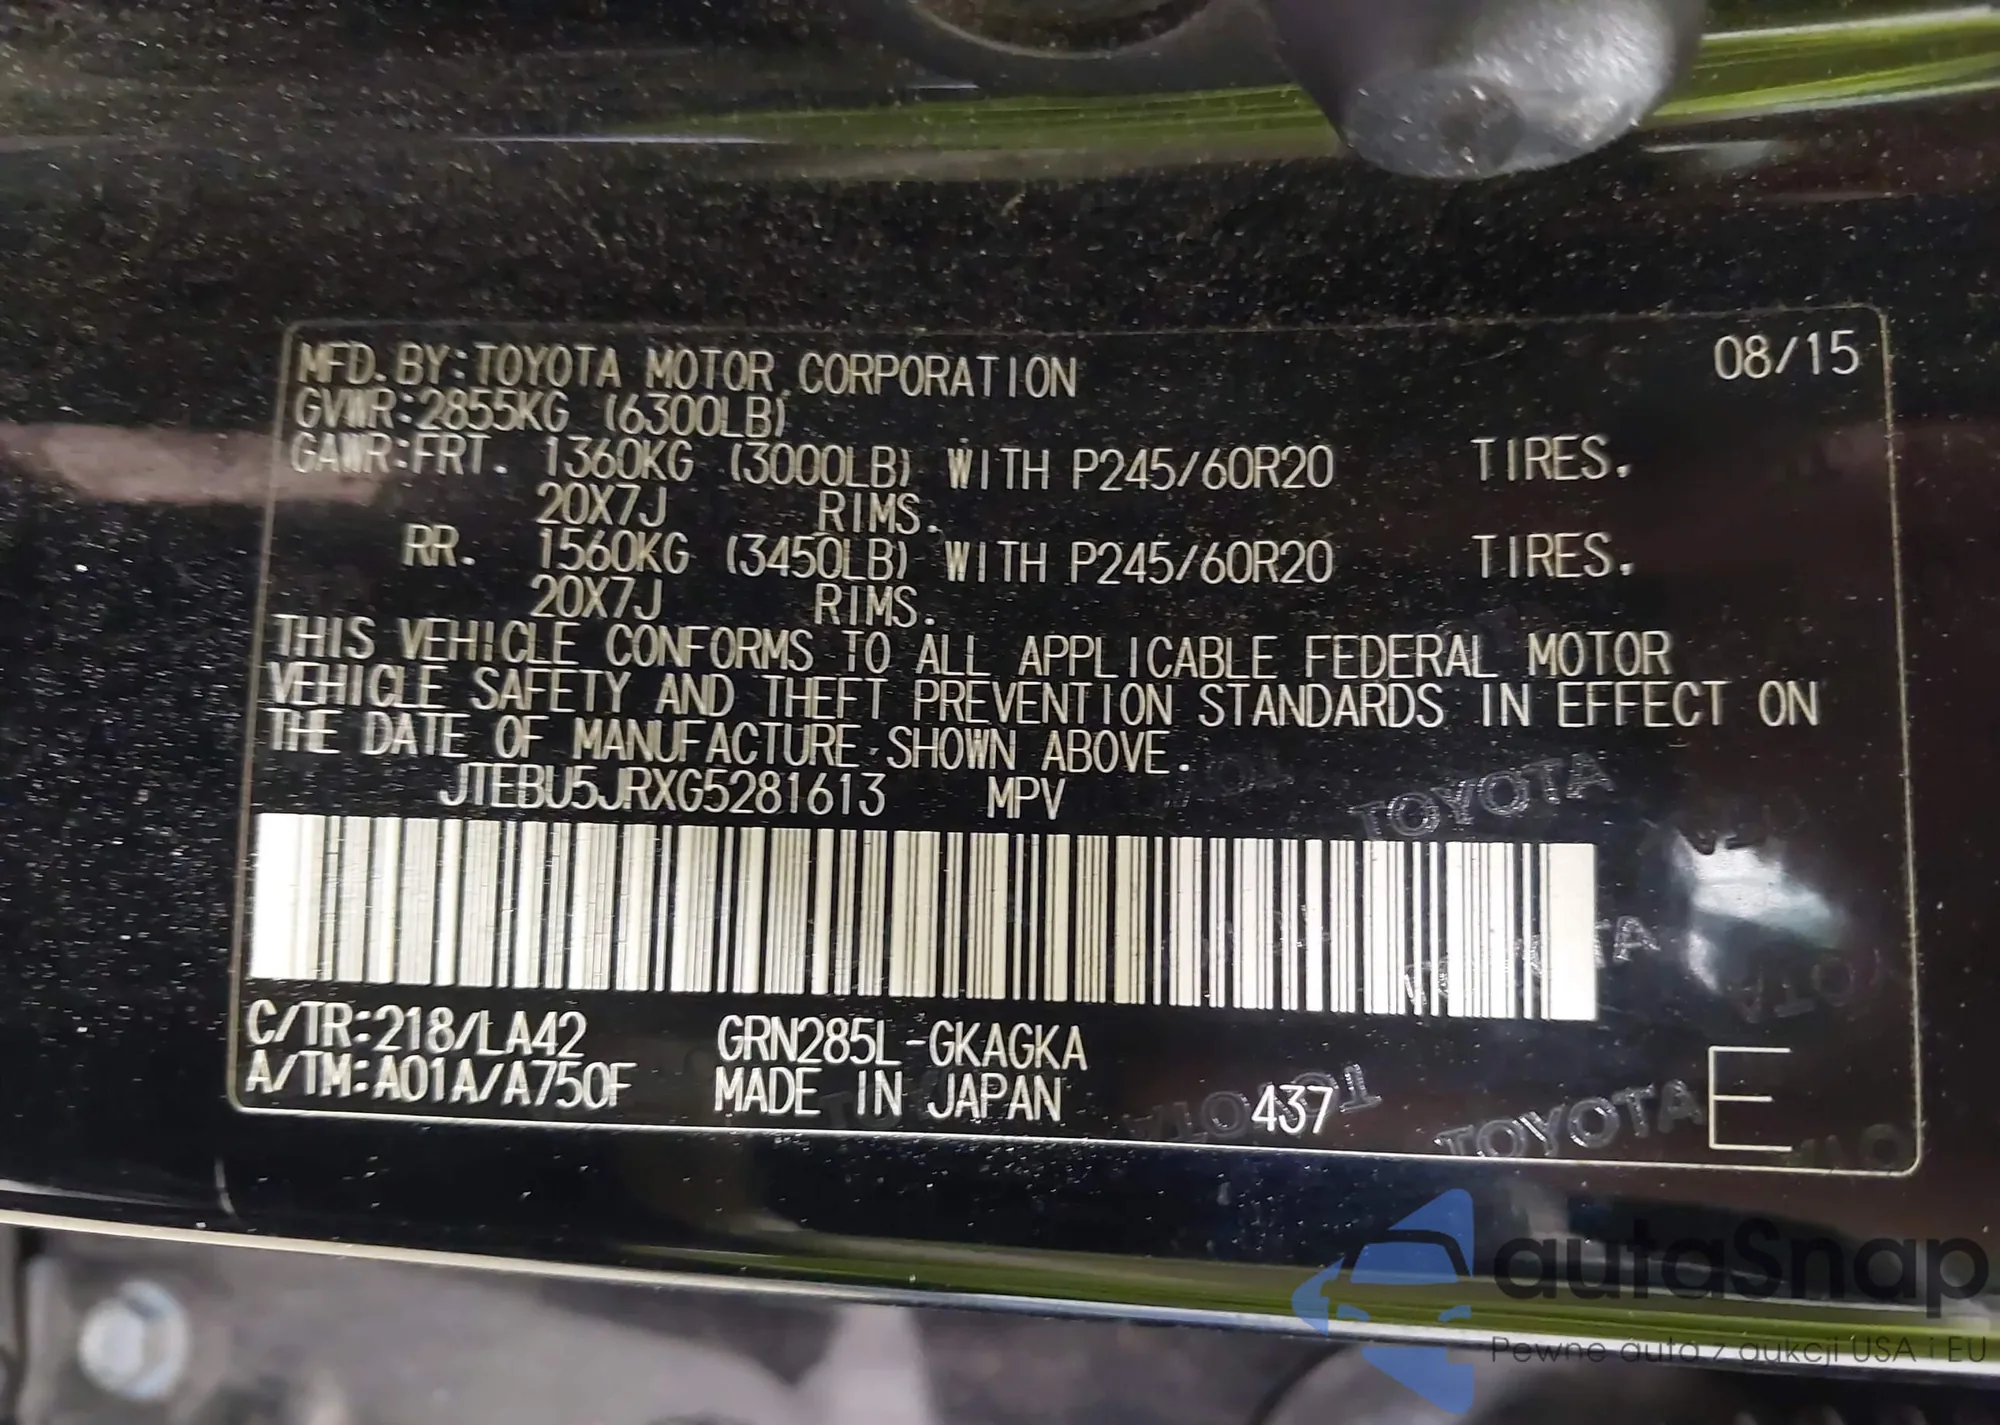 MFD. BY: TOYOTA MOTOR CORPORATION 08/15
GVWR: 2855KG (6300LB)
GAWR: FRT. 1360KG (3000LB) WITH P245/60R20 TIRES.
20X7J RIMS.
RR. 1560KG (3450LB) WITH P245/60R20 TIRES.
20X7J RIMS.
THIS VEHICLE CONFORMS TO ALL APPLICABLE FEDERAL MOTOR
VEHICLE SAFETY AND THEFT PREVENTION STANDARDS IN EFFECT ON
THE DATE OF MANUFACTURE SHOWN ABOVE.
JTEBU5JRXG5281613 MPV
TOYOTA
C/TR: 218/LA42 GRN285L-GKAGKA
A/TM: A01A/A750F MADE IN JAPAN 437 E
TOYOTA
TOYOTA
autoSnap
Pewne auta z aukcji USA i EU